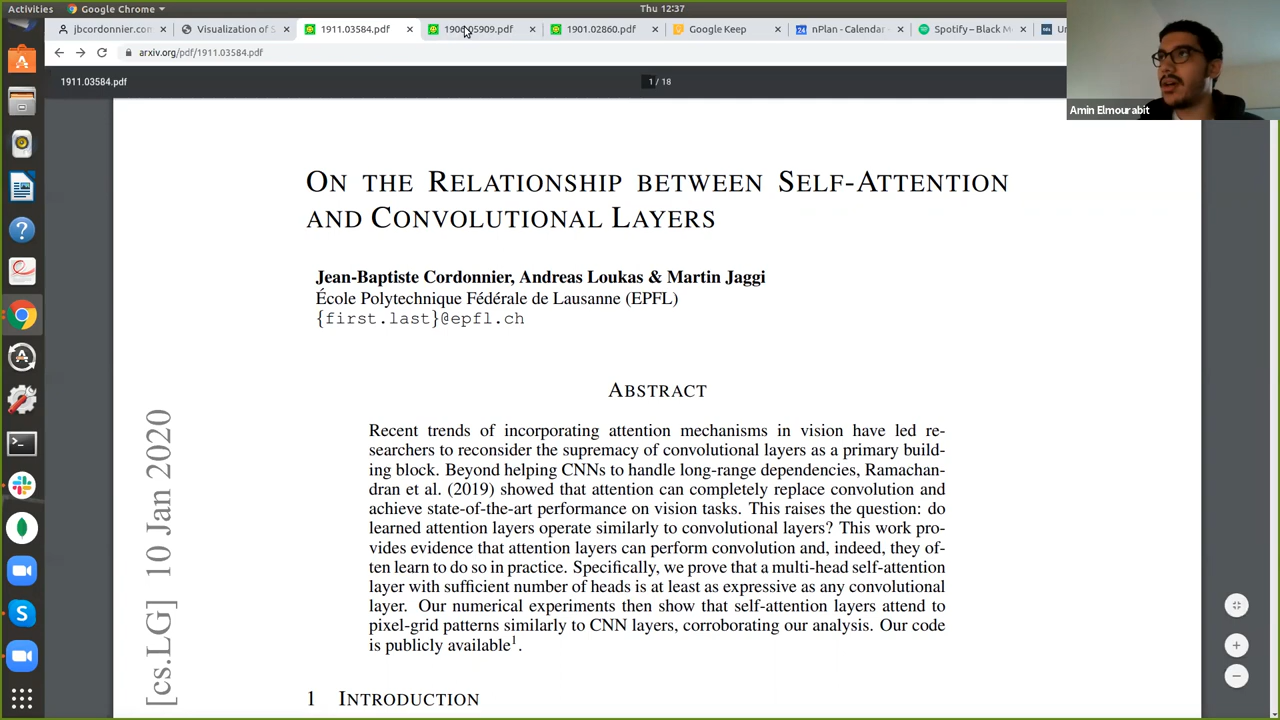 Activities
Google Chrome
Thu 12:37
jbcordonnier.com
Visualization of S
1911.03584.pdf
1901.02860.pdf
Google Keep
24
nPlan - Calendar
Spotify – Black M
tds
Un
arxiv.org/pdf/1911.03584.pdf
1911.03584.pdf
1 / 18
Amin Elmourabit
ON THE RELATIONSHIP BETWEEN SELF-ATTENTION
AND CONVOLUTIONAL LAYERS
Jean-Baptiste Cordonnier, Andreas Loukas & Martin Jaggi
École Polytechnique Fédérale de Lausanne (EPFL)
{first.last}@epfl.ch
ABSTRACT
Recent trends of incorporating attention mechanisms in vision have led re-
searchers to reconsider the supremacy of convolutional layers as a primary build-
ing block. Beyond helping CNNs to handle long-range dependencies, Ramachan-
dran et al. (2019) showed that attention can completely replace convolution and
achieve state-of-the-art performance on vision tasks. This raises the question: do
learned attention layers operate similarly to convolutional layers? This work pro-
vides evidence that attention layers can perform convolution and, indeed, they of-
ten learn to do so in practice. Specifically, we prove that a multi-head self-attention
layer with sufficient number of heads is at least as expressive as any convolutional
layer. Our numerical experiments then show that self-attention layers attend to
pixel-grid patterns similarly to CNN layers, corroborating our analysis. Our code
is publicly available1.
[cs.LG] 10 Jan 2020
1 INTRODUCTION